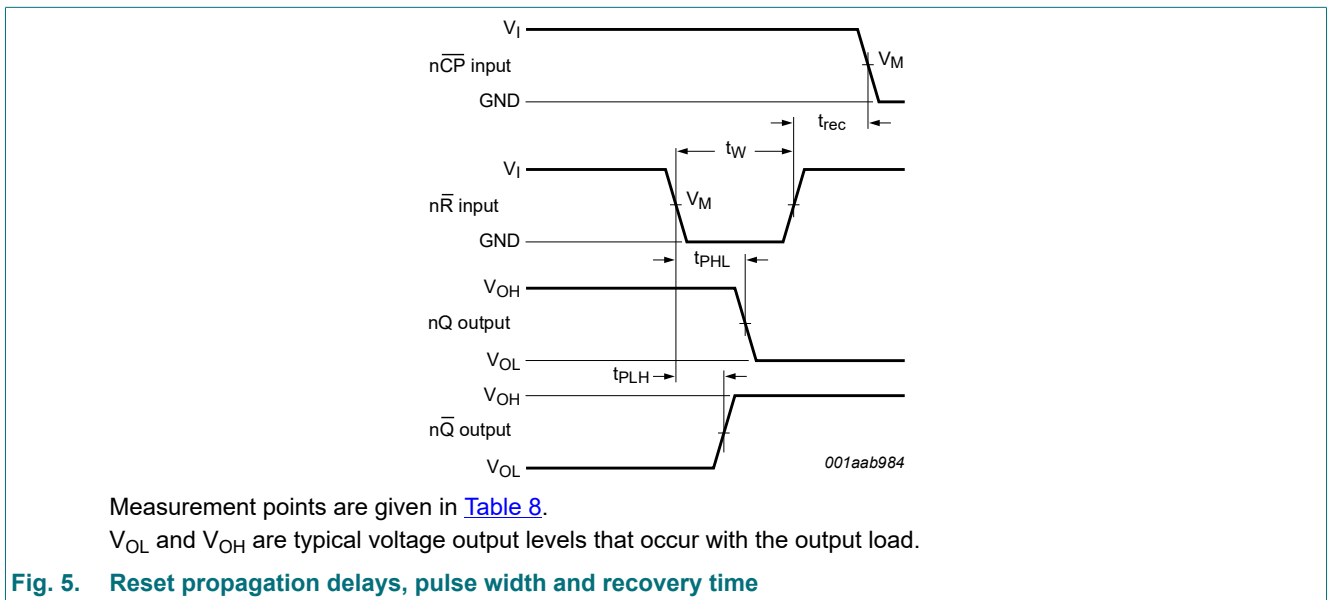 VI
nC̅P̅ input
VM
GND
trec
tW
VI
nR̅ input
VM
GND
tPHL
VOH
nQ output
VOL
tPLH
VOH
nQ̅ output
VOL
001aab984
Measurement points are given in Table 8.
VOL and VOH are typical voltage output levels that occur with the output load.
Fig. 5. Reset propagation delays, pulse width and recovery time